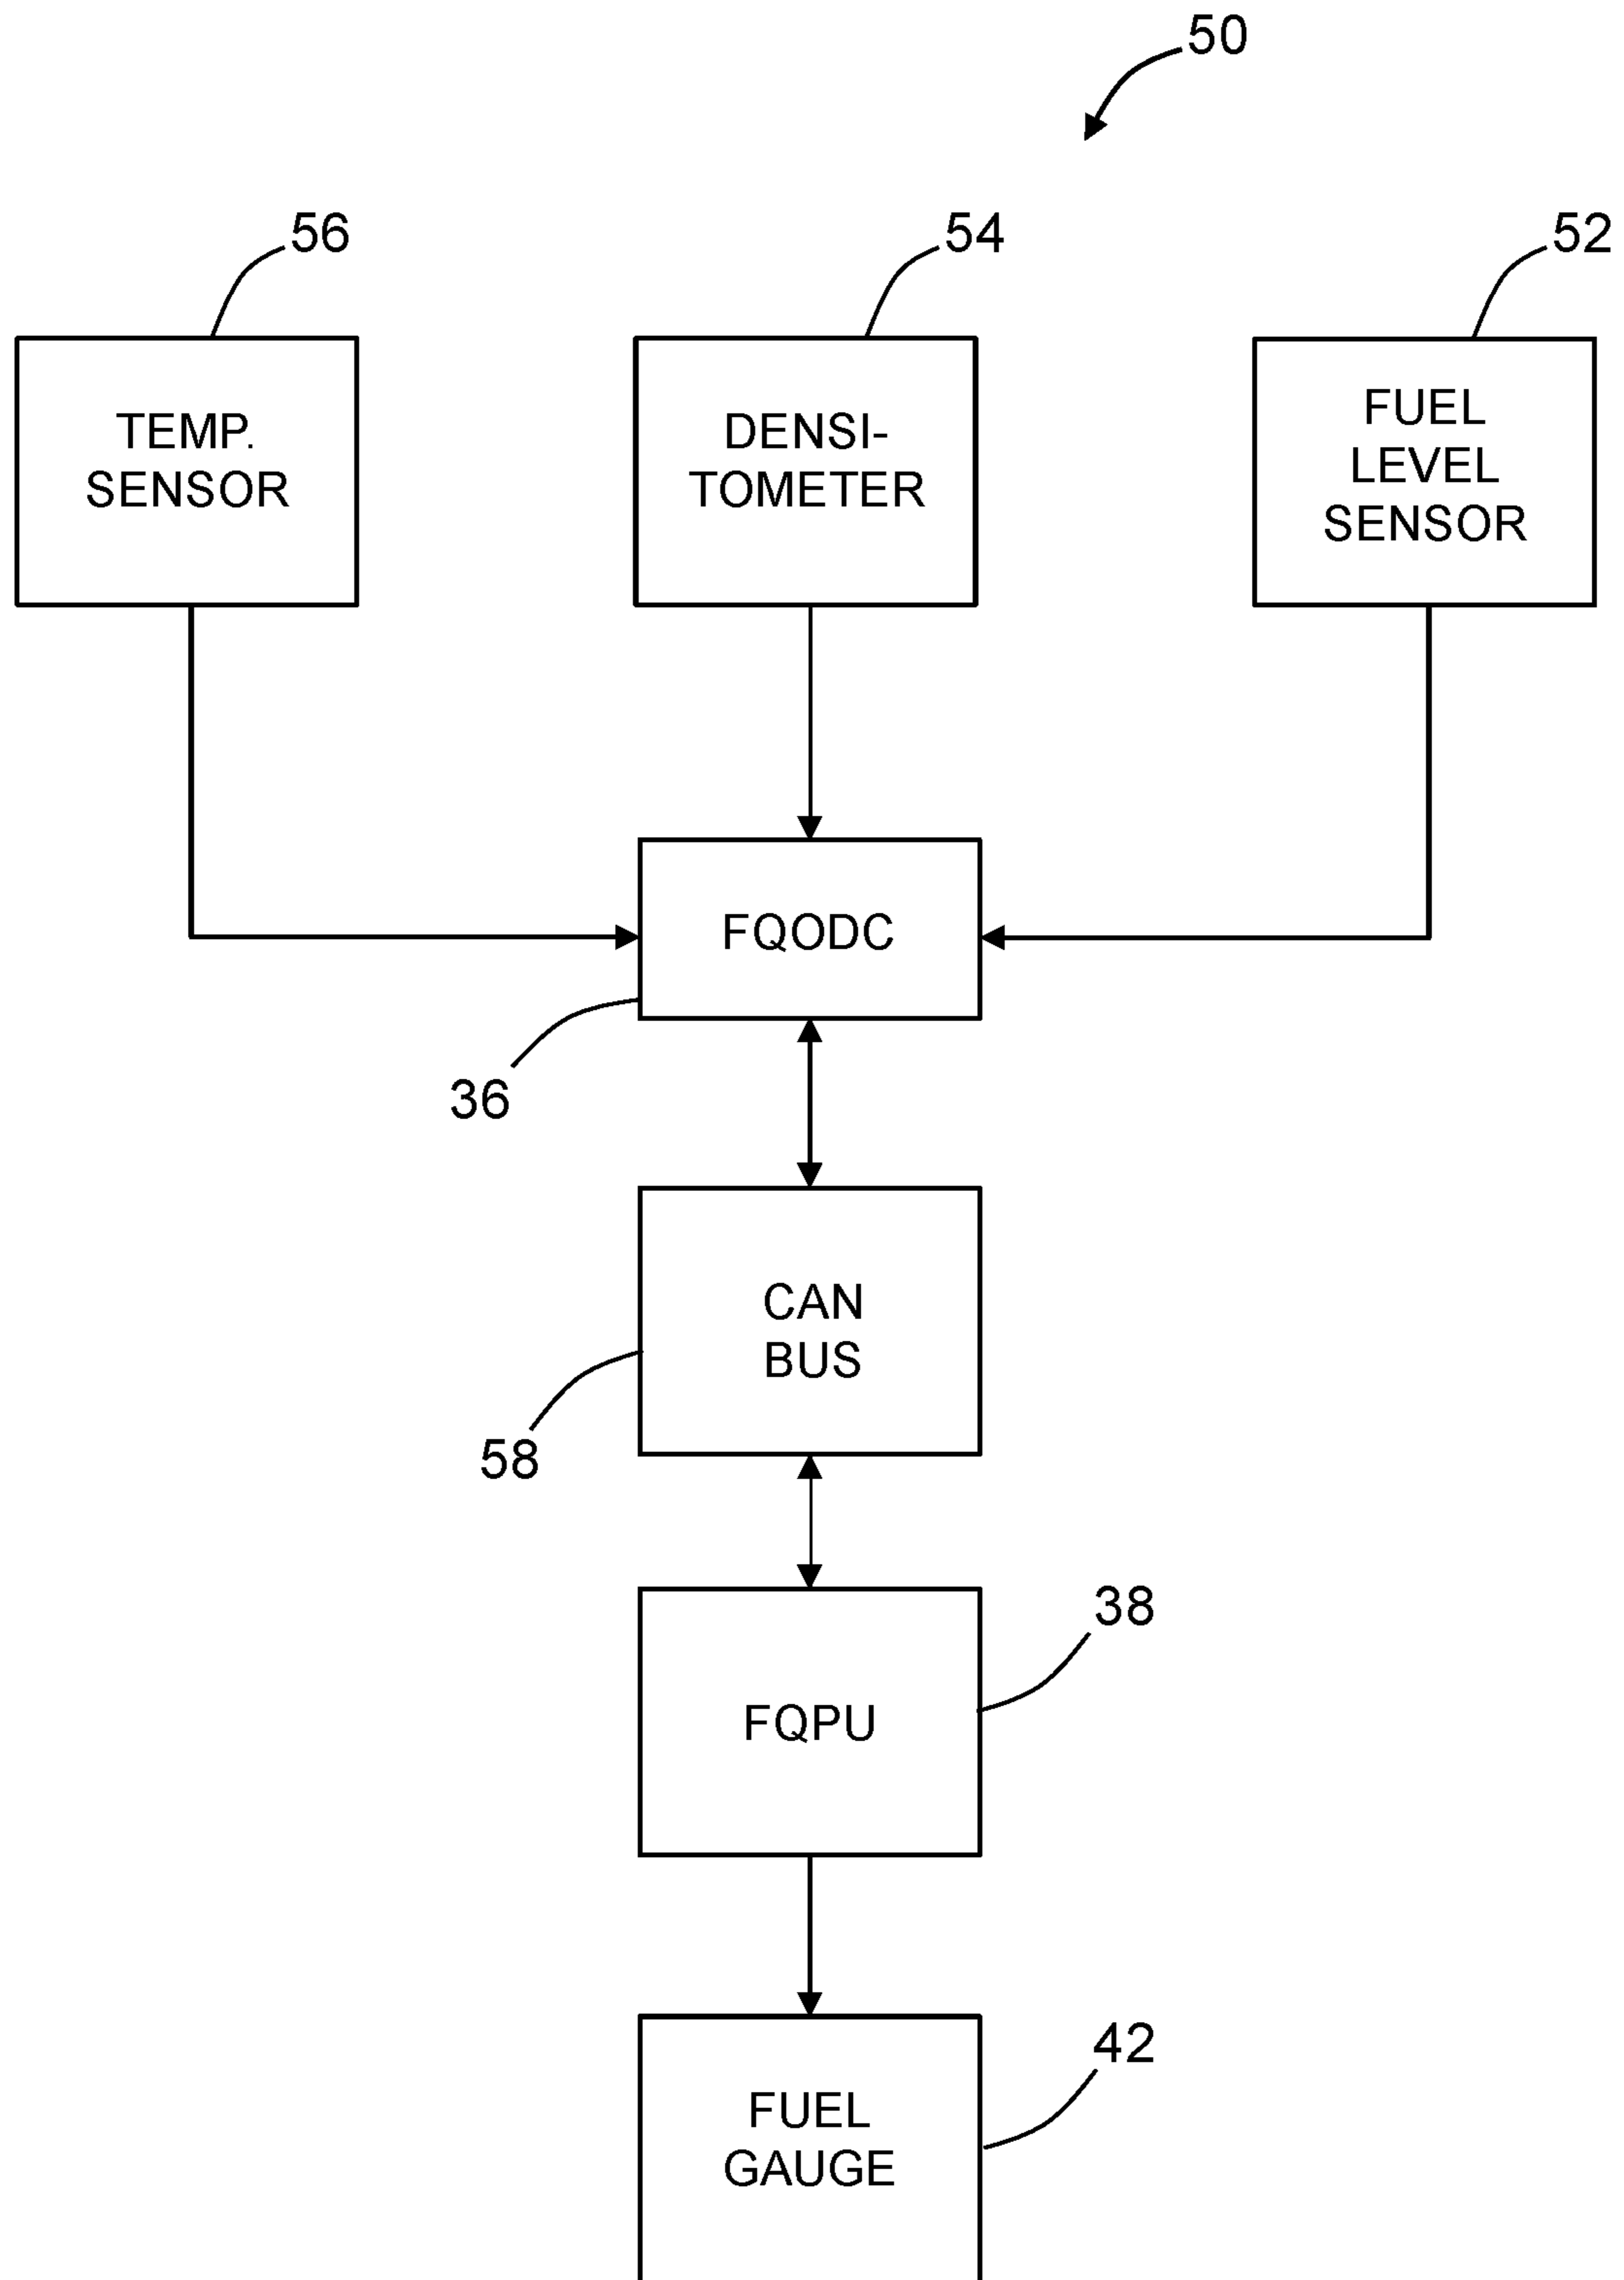 50
56
54
52
TEMP.
SENSOR
DENSI-
TOMETER
FUEL
LEVEL
SENSOR
FQODC
36
CAN
BUS
58
38
FQPU
42
FUEL
GAUGE